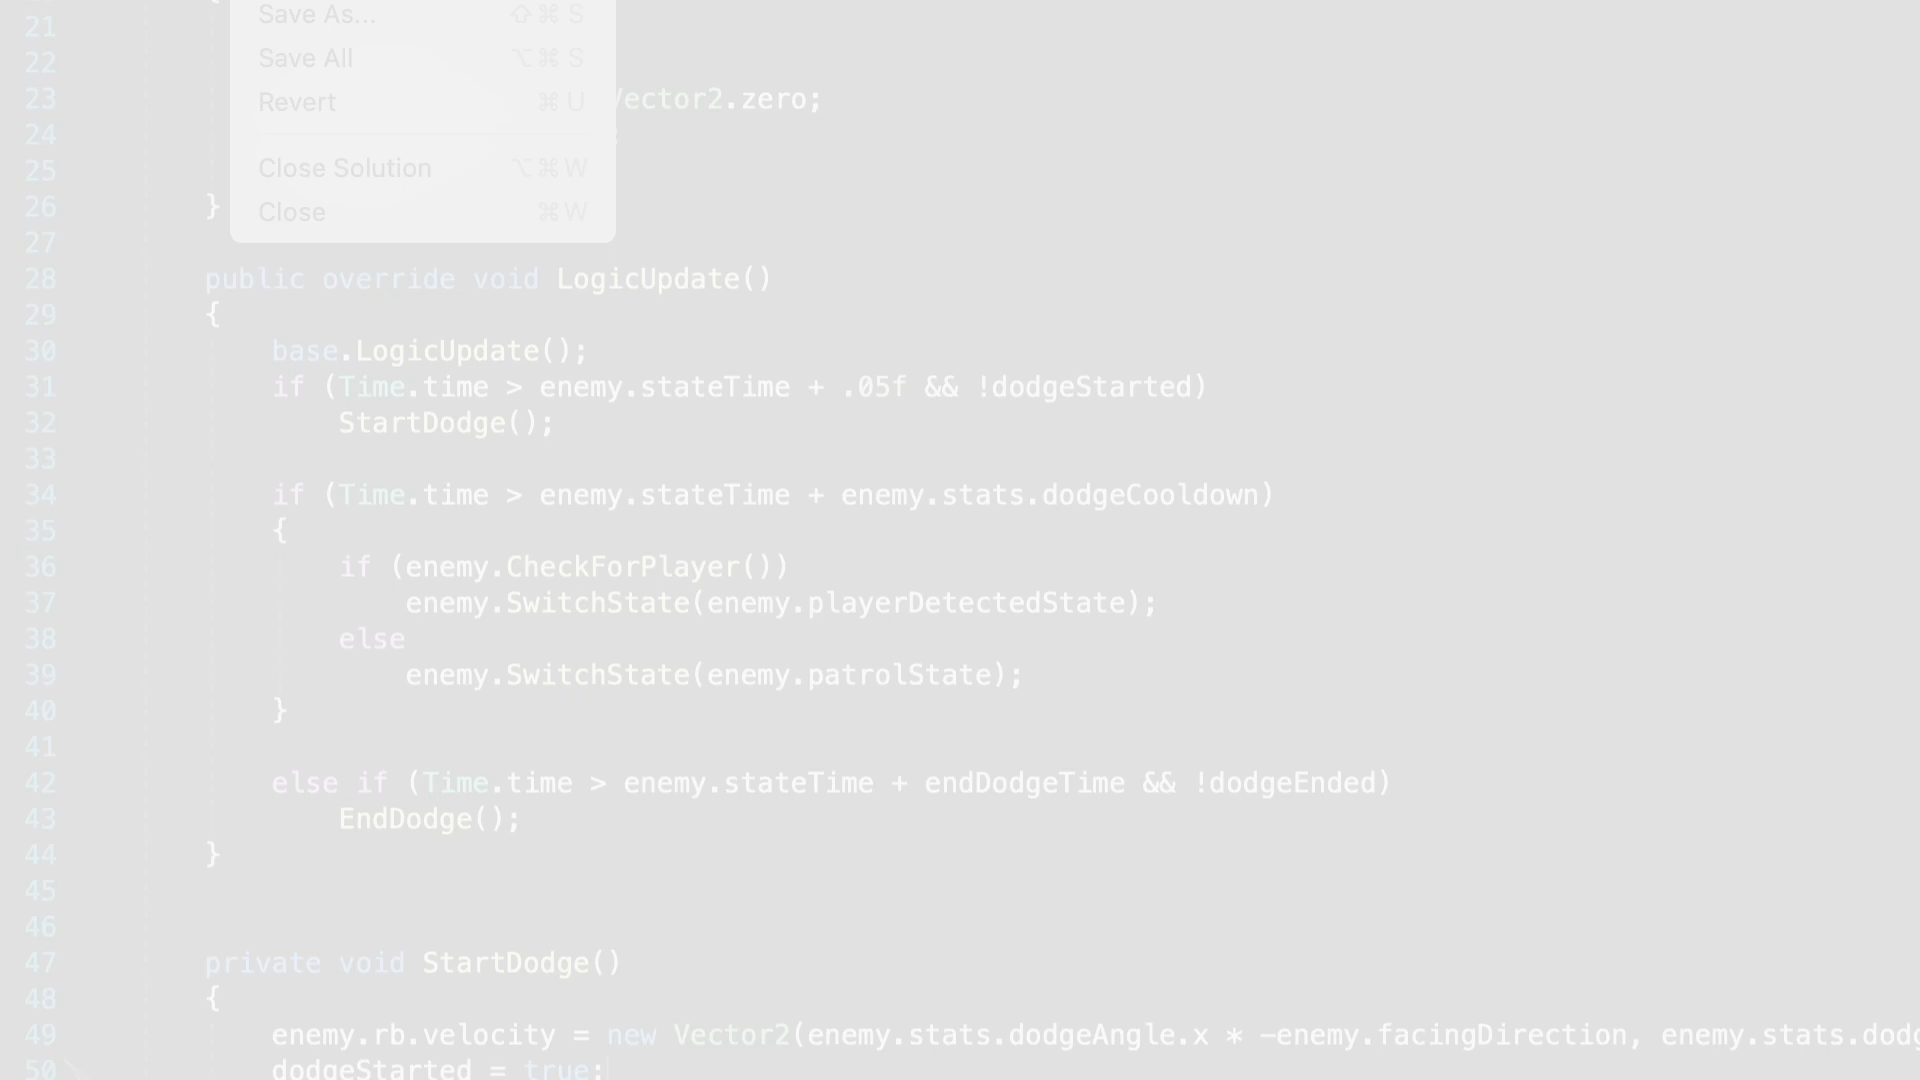 21
Save As... ⇧⌘ S
22
Save All ⌥⌘ S
23
Revert ⌘ U
Vector2.zero;
24 ;
25
Close Solution ⌥⌘ W
26 }
Close ⌘ W
27
28 public override void LogicUpdate()
29 {
30 base.LogicUpdate();
31 if (Time.time > enemy.stateTime + .05f && !dodgeStarted)
32 StartDodge();
33
34 if (Time.time > enemy.stateTime + enemy.stats.dodgeCooldown)
35 {
36 if (enemy.CheckForPlayer())
37 enemy.SwitchState(enemy.playerDetectedState);
38 else
39 enemy.SwitchState(enemy.patrolState);
40 }
41
42 else if (Time.time > enemy.stateTime + endDodgeTime && !dodgeEnded)
43 EndDodge();
44 }
45
46
47 private void StartDodge()
48 {
49 enemy.rb.velocity = new Vector2(enemy.stats.dodgeAngle.x * -enemy.facingDirection, enemy.stats.dodg
50 dodgeStarted = true;